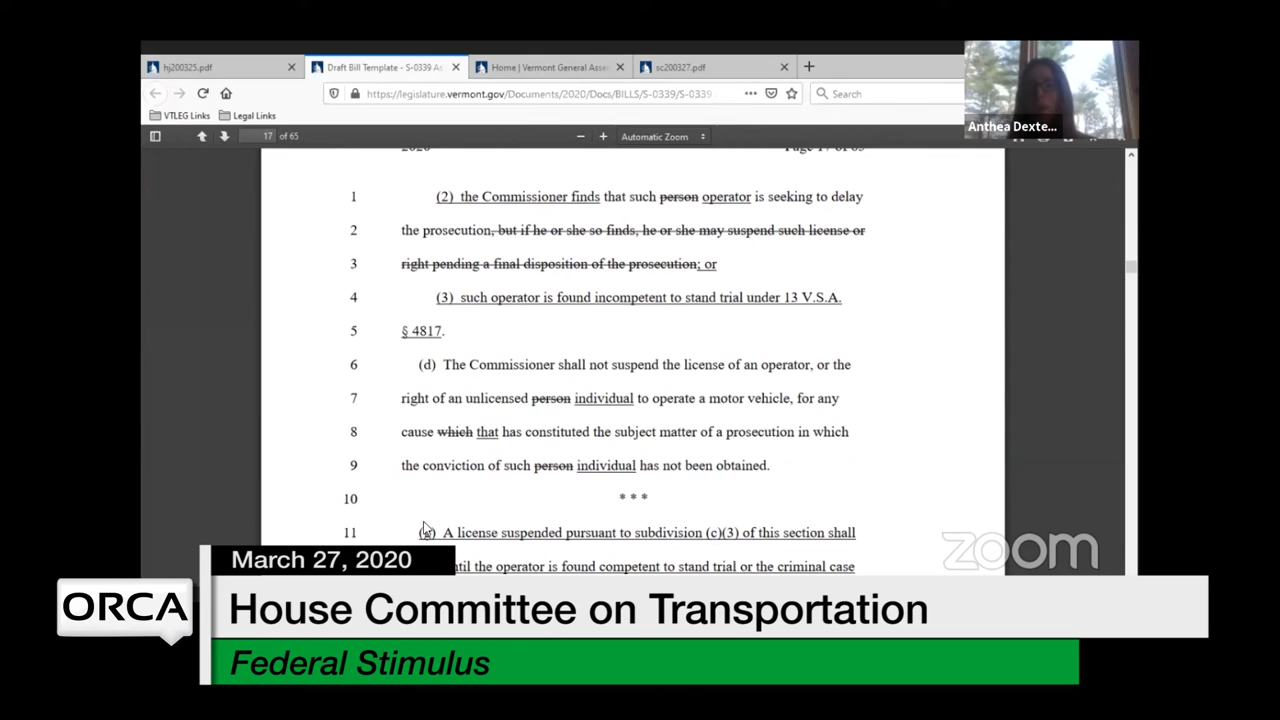 hj200325.pdf
Draft Bill Template - S-0339 As
Home | Vermont General Assem
sc200327.pdf
https://legislature.vermont.gov/Documents/2020/Docs/BILLS/S-0339/S-0339
Search
Anthea Dexte...
VTLEG Links
Legal Links
17 of 65
Automatic Zoom
2020 Page 17 of 65
1 (2) the Commissioner finds that such person operator is seeking to delay
2 the prosecution, but if he or she so finds, he or she may suspend such license or
3 right pending a final disposition of the prosecution; or
4 (3) such operator is found incompetent to stand trial under 13 V.S.A.
5 § 4817.
6 (d) The Commissioner shall not suspend the license of an operator, or the
7 right of an unlicensed person individual to operate a motor vehicle, for any
8 cause which that has constituted the subject matter of a prosecution in which
9 the conviction of such person individual has not been obtained.
10 * * *
11 A license suspended pursuant to subdivision (c)(3) of this section shall
until the operator is found competent to stand trial or the criminal case
zoom
March 27, 2020
ORCA
House Committee on Transportation
Federal Stimulus